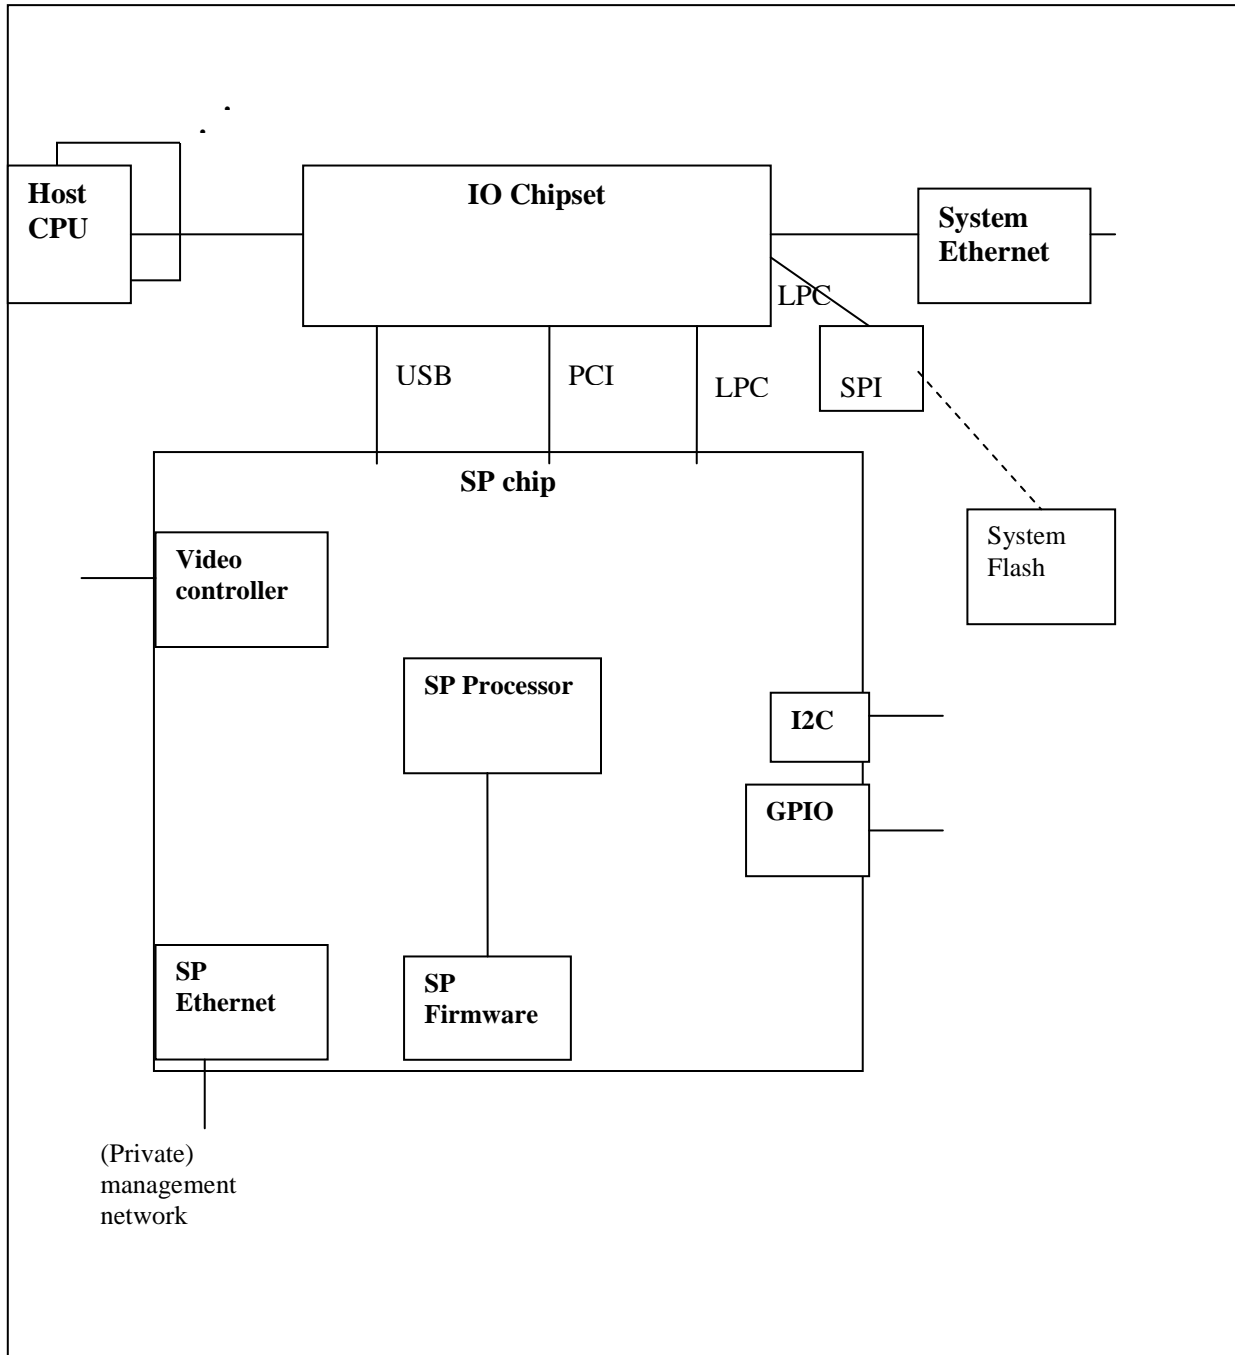 Host
CPU
IO Chipset
System
Ethernet
LPC
USB
PCI
LPC
SPI
SP chip
System
Flash
Video
controller
SP Processor
I2C
GPIO
SP
Ethernet
SP
Firmware
(Private)
management
network